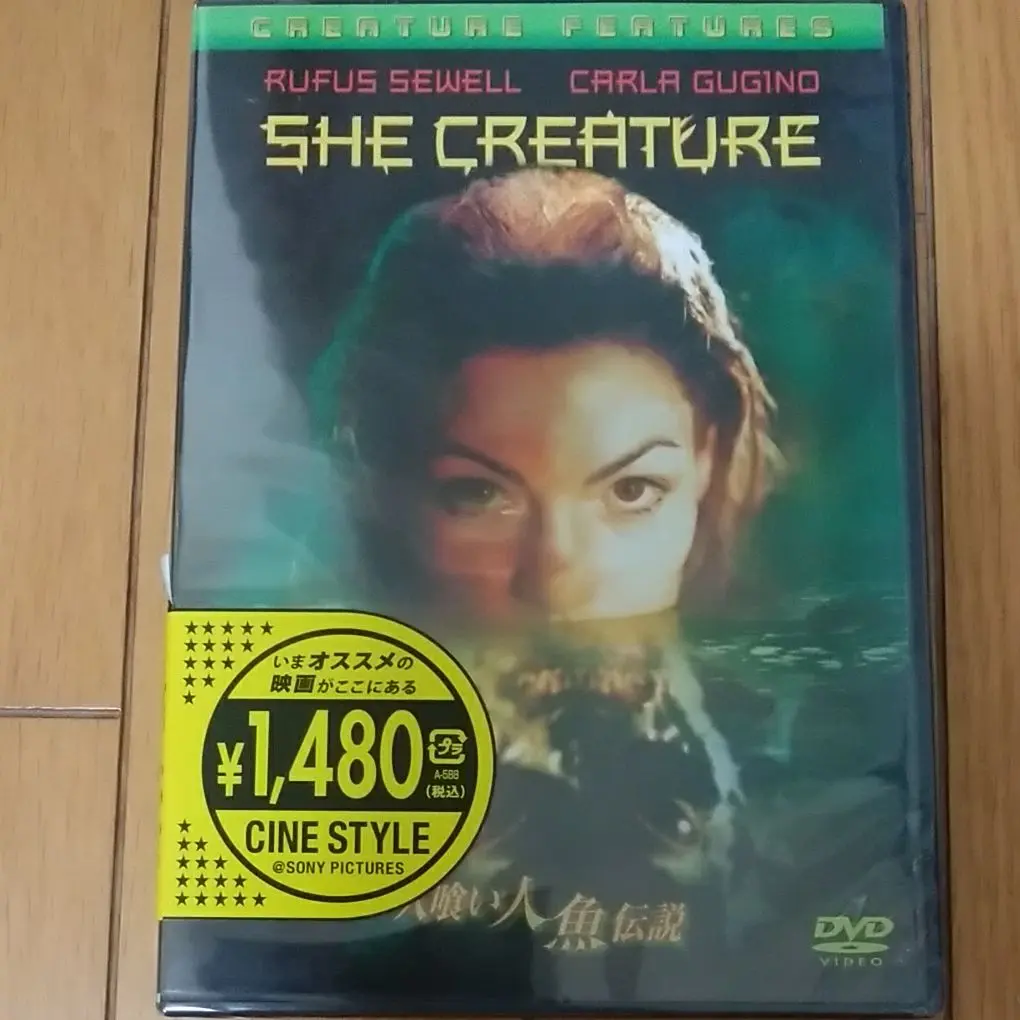 CREATURE FEATURES
RUFUS SEWELL CARLA GUGINO
SHE CREATURE
いまオススメの
映画がここにある
¥1,480
プラ
A-588
(税込)
CINE STYLE
@SONY PICTURES
人喰い人魚伝説
DVD
VIDEO